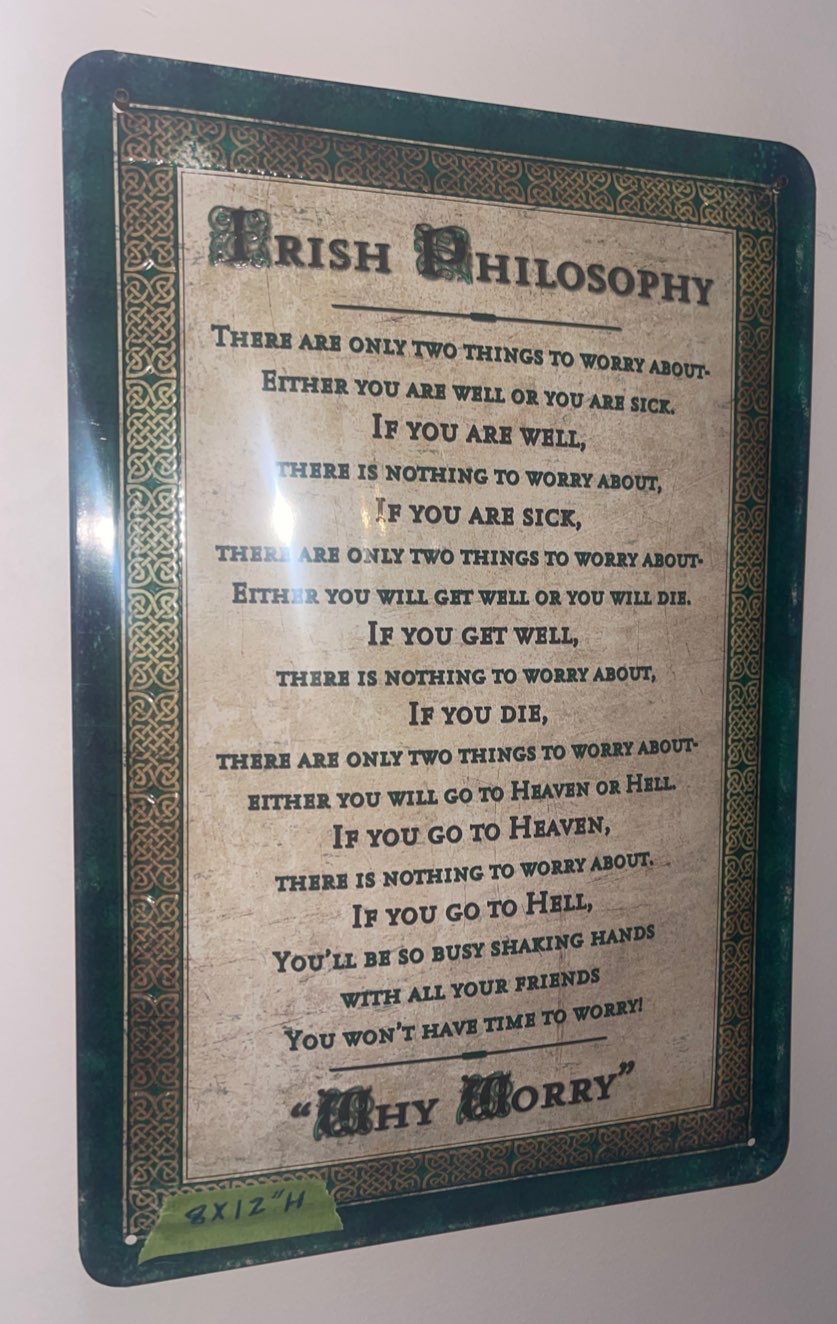 Irish Philosophy
There are only two things to worry about-
Either you are well or you are sick.
If you are well,
there is nothing to worry about,
If you are sick,
there are only two things to worry about-
Either you will get well or you will die.
If you get well,
there is nothing to worry about,
If you die,
there are only two things to worry about-
either you will go to Heaven or Hell.
If you go to Heaven,
there is nothing to worry about.
If you go to Hell,
You'll be so busy shaking hands
with all your friends
You won't have time to worry!
"Why Worry"
8X12"H